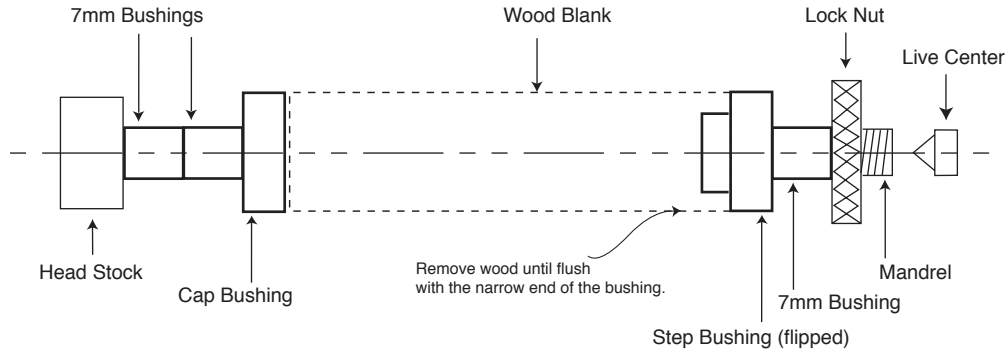 7mm Bushings
Wood Blank
Lock Nut
Live Center
Head Stock
Cap Bushing
Remove wood until flush
with the narrow end of the bushing.
Mandrel
7mm Bushing
Step Bushing (flipped)